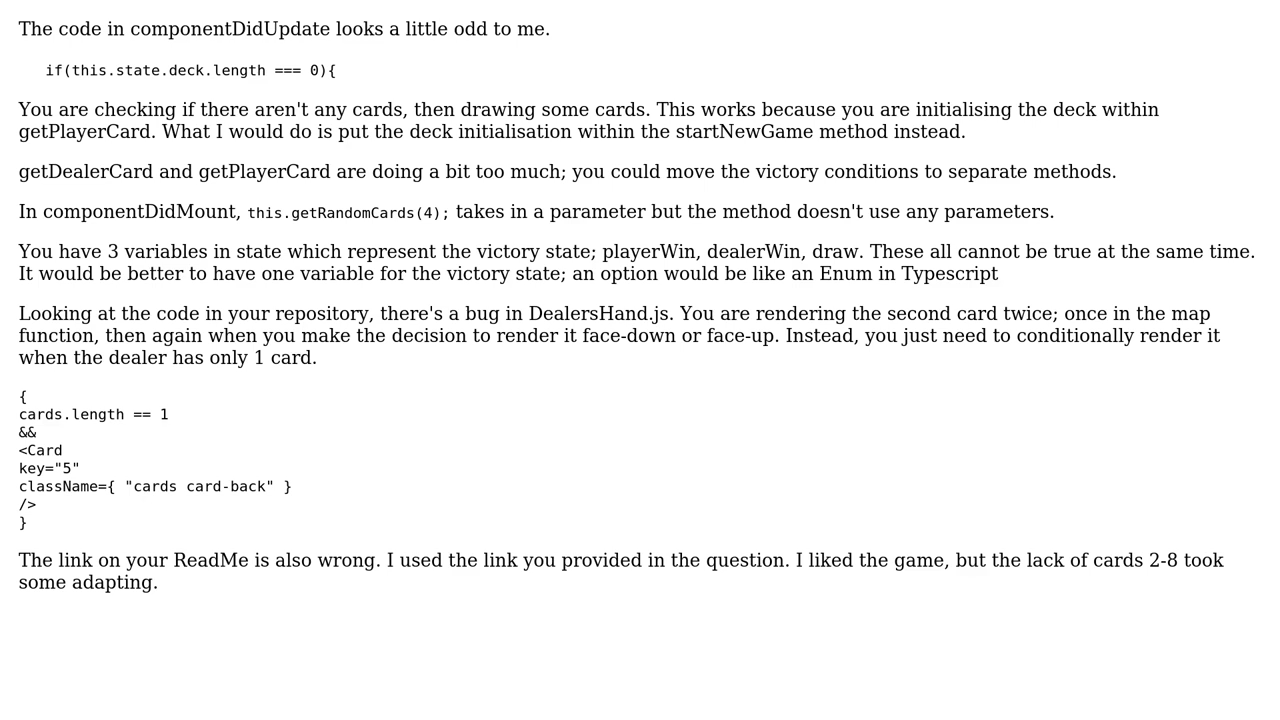 The code in componentDidUpdate looks a little odd to me.
if(this.state.deck.length === 0){
You are checking if there aren't any cards, then drawing some cards. This works because you are initialising the deck within
getPlayerCard. What I would do is put the deck initialisation within the startNewGame method instead.
getDealerCard and getPlayerCard are doing a bit too much; you could move the victory conditions to separate methods.
In componentDidMount, this.getRandomCards(4); takes in a parameter but the method doesn't use any parameters.
You have 3 variables in state which represent the victory state; playerWin, dealerWin, draw. These all cannot be true at the same time.
It would be better to have one variable for the victory state; an option would be like an Enum in Typescript
Looking at the code in your repository, there's a bug in DealersHand.js. You are rendering the second card twice; once in the map
function, then again when you make the decision to render it face-down or face-up. Instead, you just need to conditionally render it
when the dealer has only 1 card.
{
cards.length == 1
&&
<Card
key="5"
className={ "cards card-back" }
/>
}
The link on your ReadMe is also wrong. I used the link you provided in the question. I liked the game, but the lack of cards 2-8 took
some adapting.